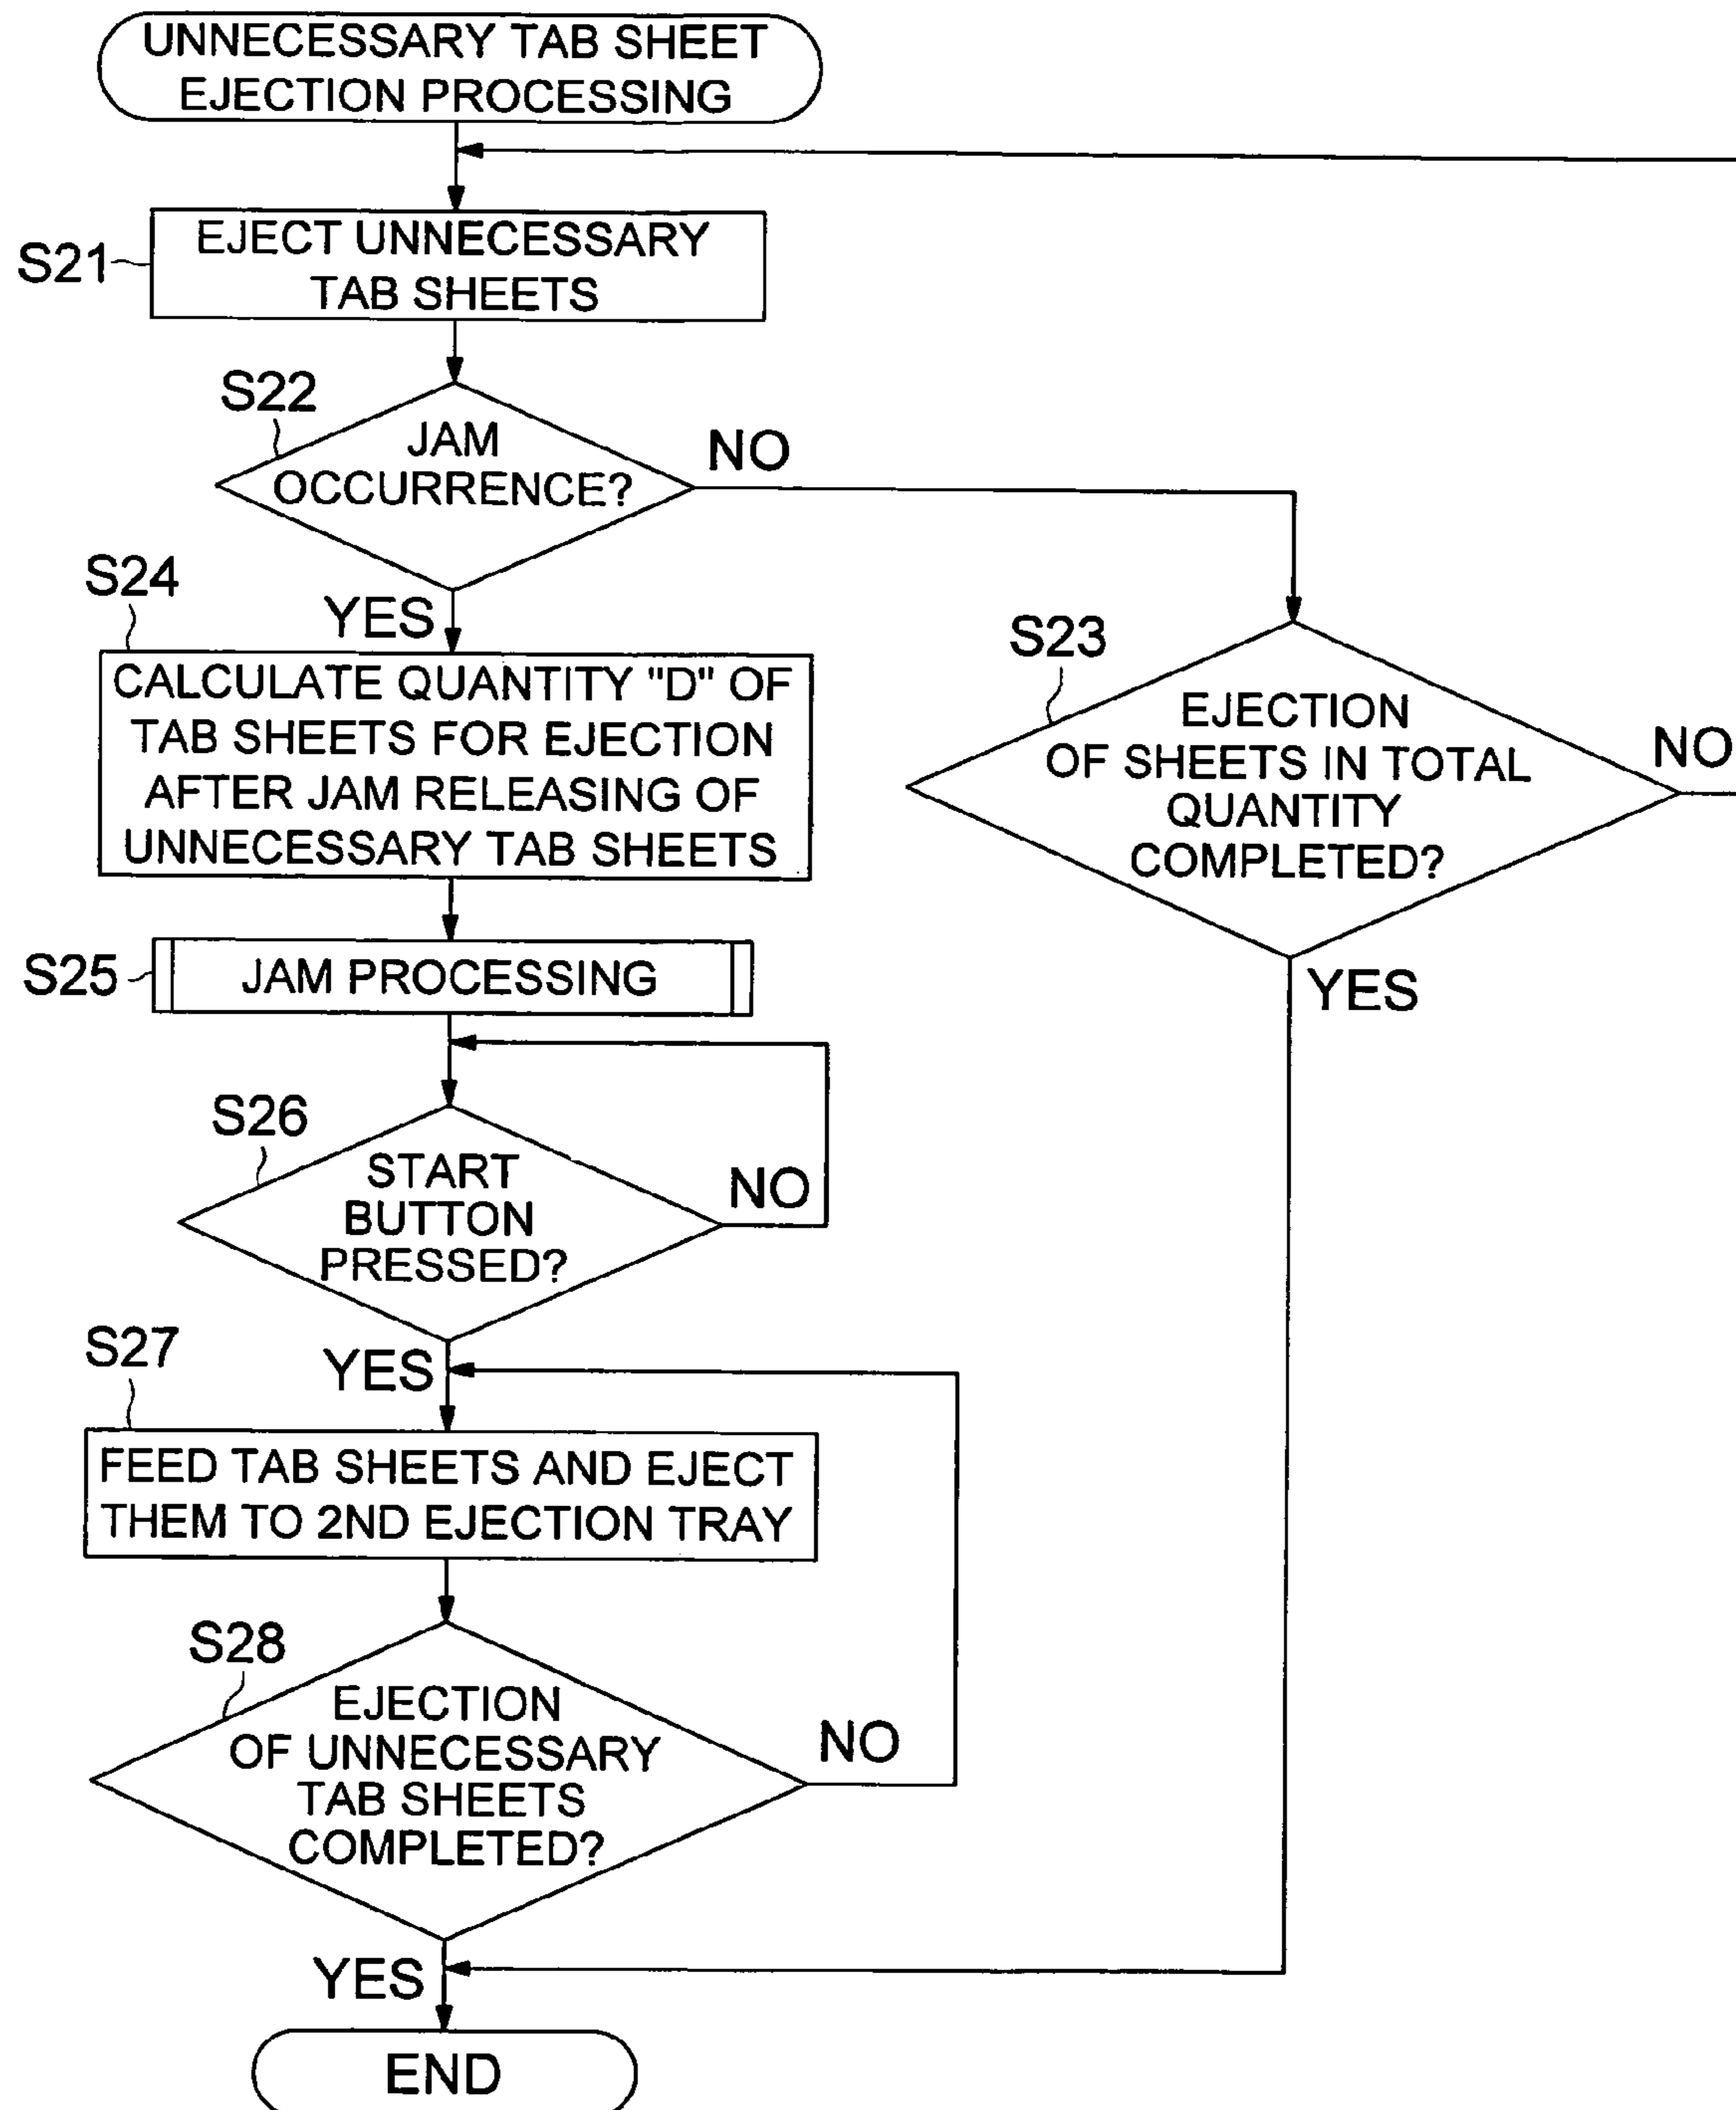 UNNECESSARY TAB SHEET
EJECTION PROCESSING
S21
EJECT UNNECESSARY
TAB SHEETS
S22
JAM
OCCURRENCE?
NO
YES
S23
EJECTION
OF SHEETS IN TOTAL
QUANTITY
COMPLETED?
NO
YES
S24
CALCULATE QUANTITY "D" OF
TAB SHEETS FOR EJECTION
AFTER JAM RELEASING OF
UNNECESSARY TAB SHEETS
S25
JAM PROCESSING
S26
START
BUTTON
PRESSED?
NO
YES
S27
FEED TAB SHEETS AND EJECT
THEM TO 2ND EJECTION TRAY
S28
EJECTION
OF UNNECESSARY
TAB SHEETS
COMPLETED?
NO
YES
END